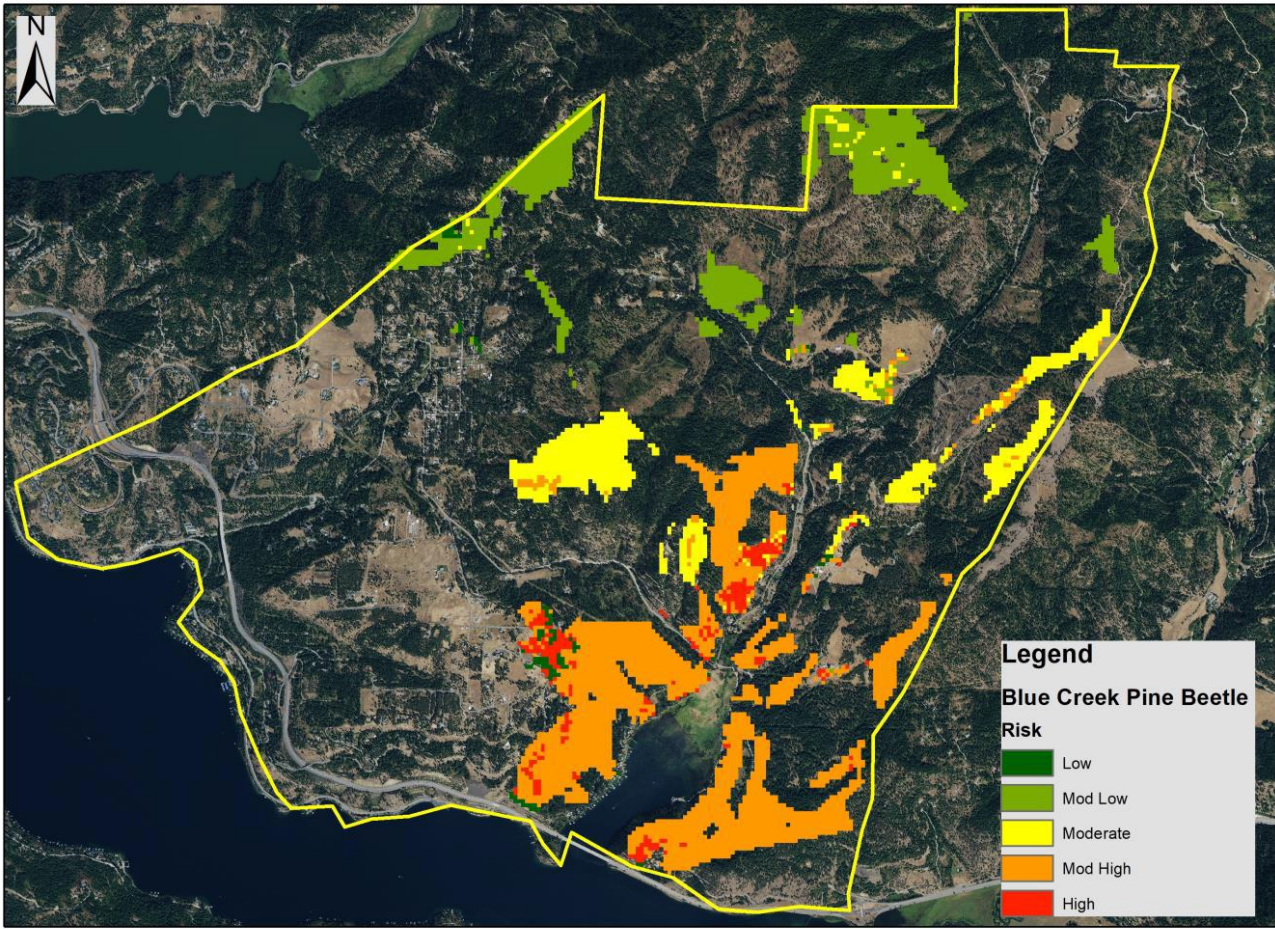 N
Legend
Blue Creek Pine Beetle
Risk
Low
Mod Low
Moderate
Mod High
High